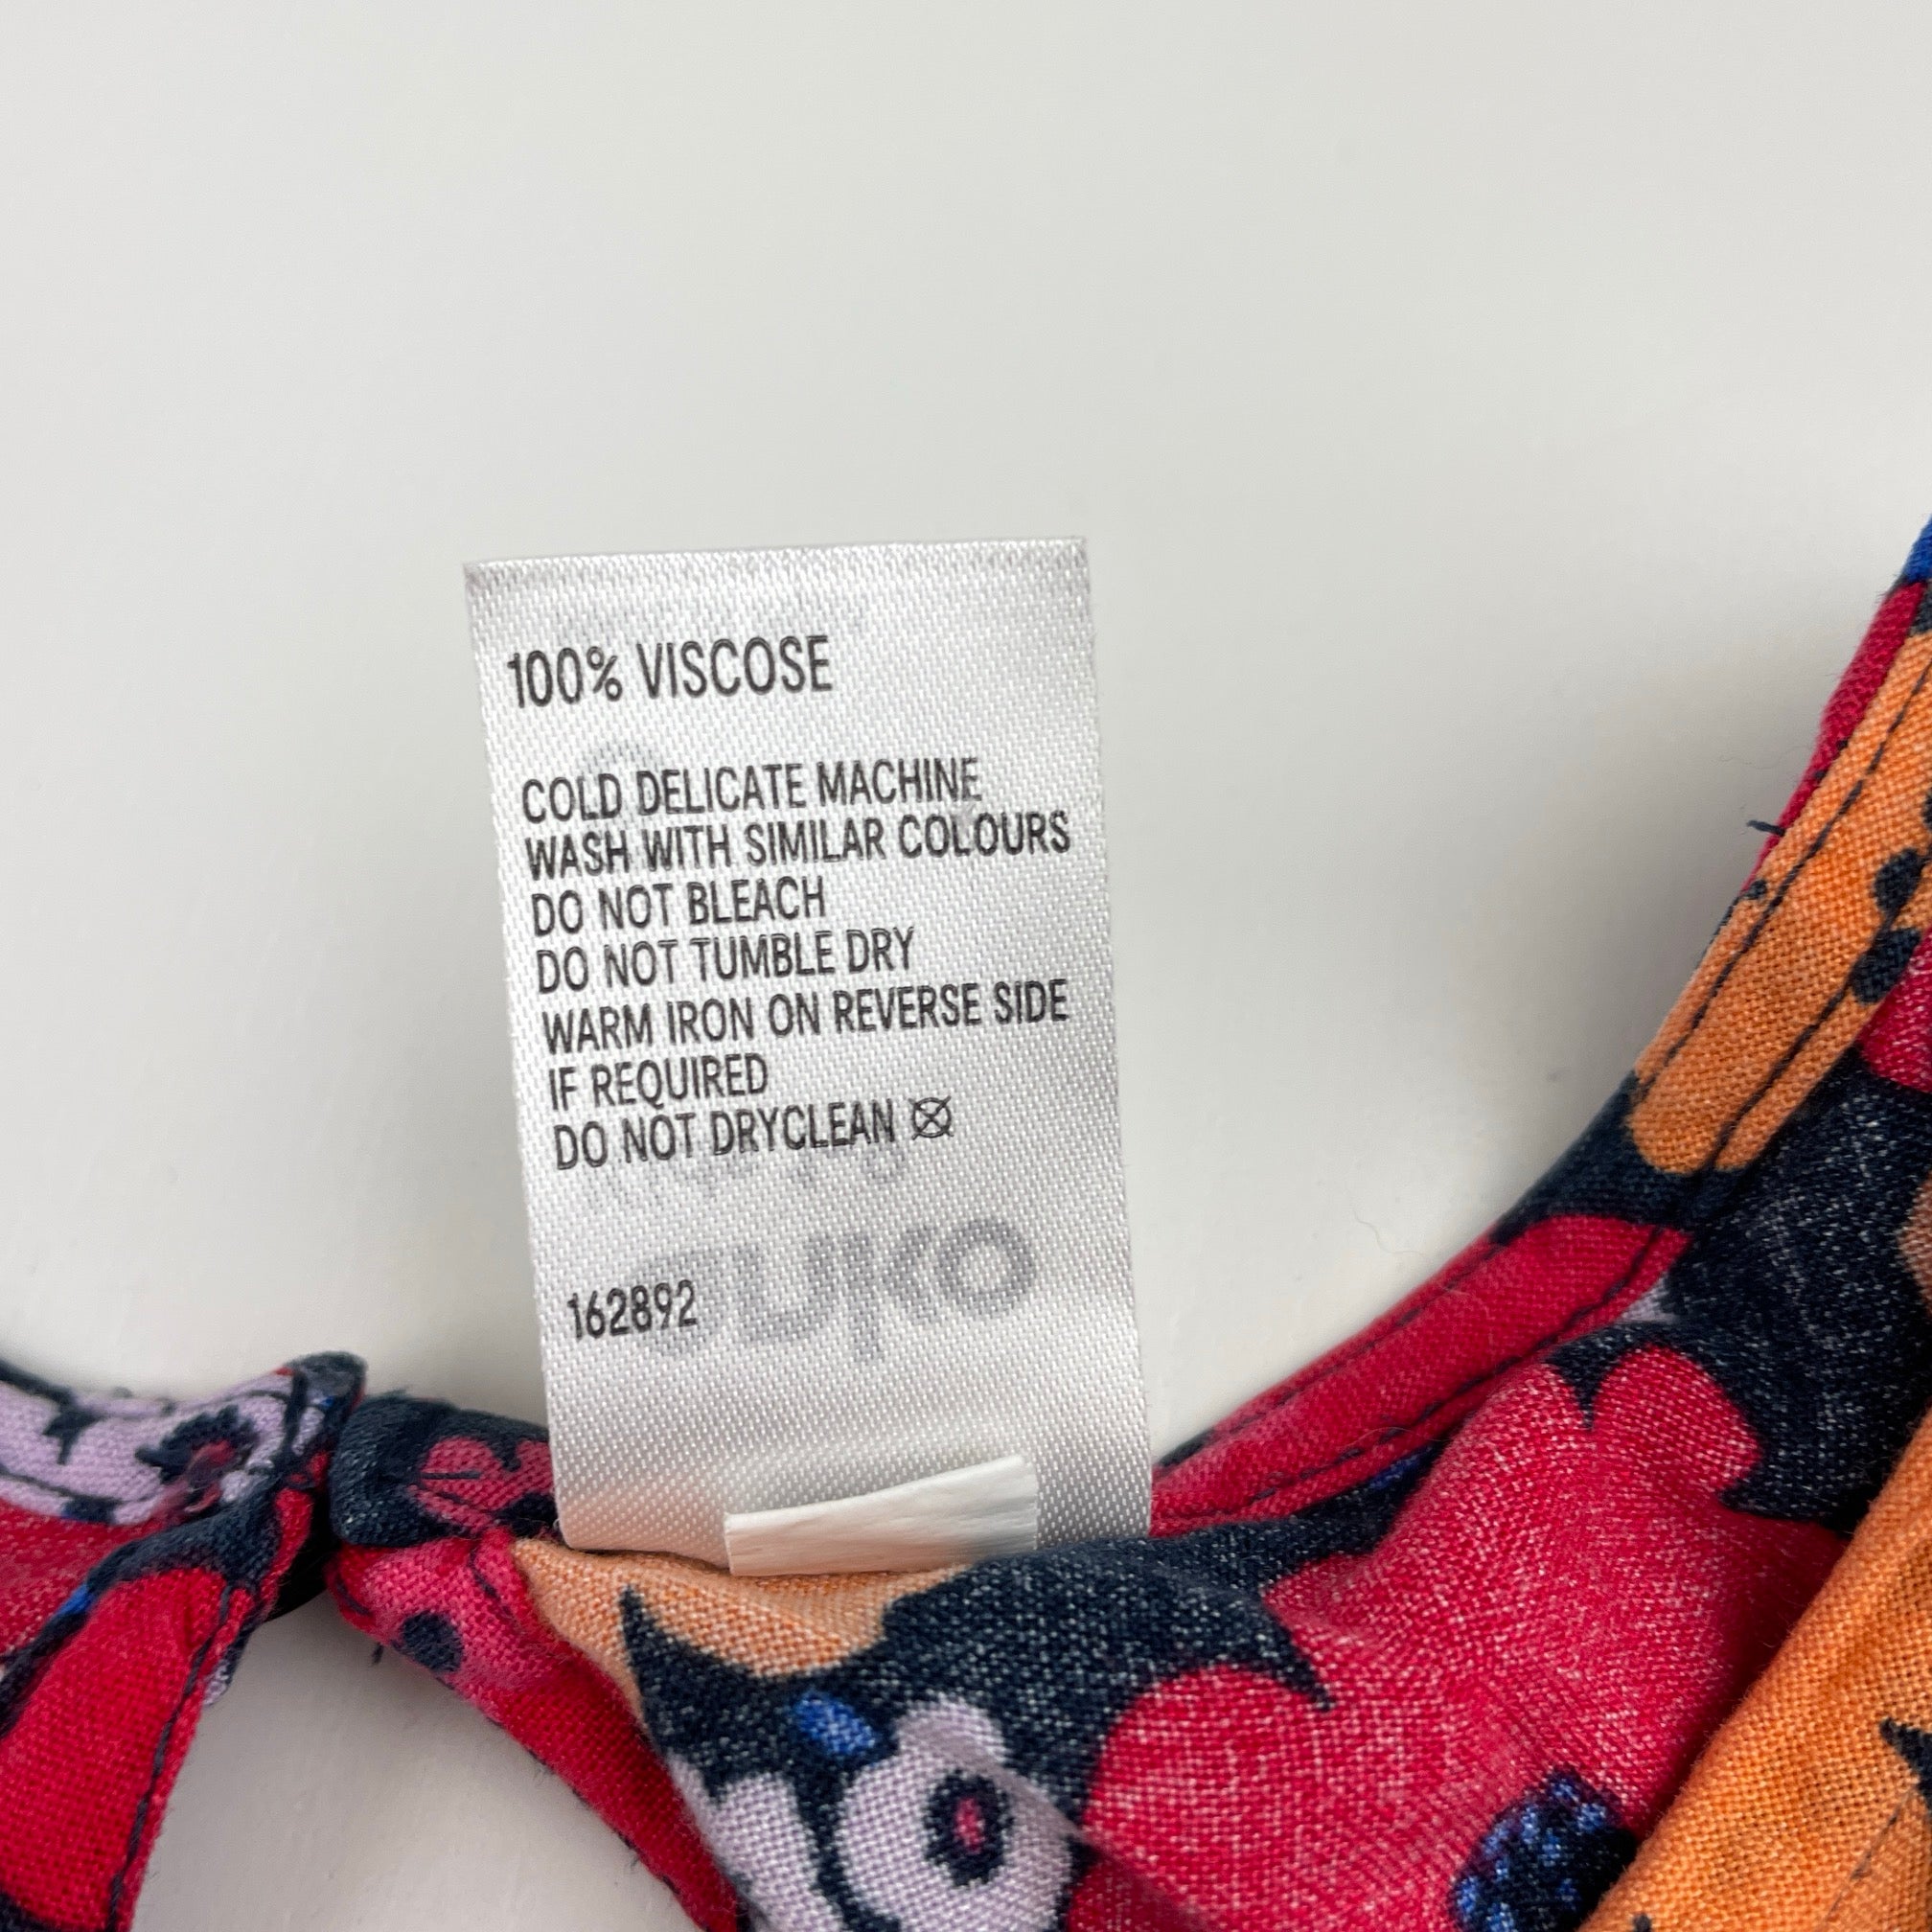 100% VISCOSE
COLD DELICATE MACHINE
WASH WITH SIMILAR COLOURS
DO NOT BLEACH
DO NOT TUMBLE DRY
WARM IRON ON REVERSE SIDE
IF REQUIRED
DO NOT DRYCLEAN
162892